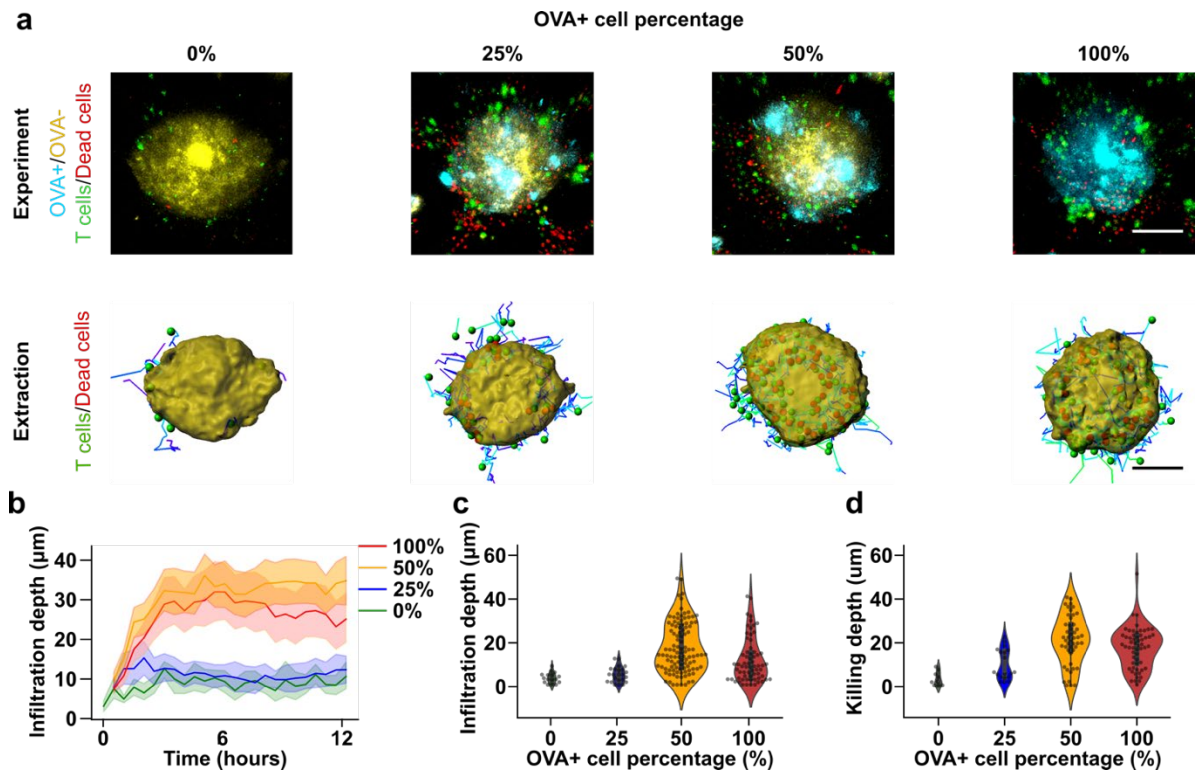 a
OVA+ cell percentage
0%
25%
50%
100%
Experiment
OVA+/OVA-
T cells/Dead cells
Extraction
T cells/Dead cells
b
Infiltration depth (µm)
40
30
20
10
0
0
6
12
Time (hours)
100%
50%
25%
0%
c
Infiltration depth (µm)
60
40
20
0
0
25
50
100
OVA+ cell percentage (%)
d
Killing depth (um)
60
40
20
0
0
25
50
100
OVA+ cell percentage (%)